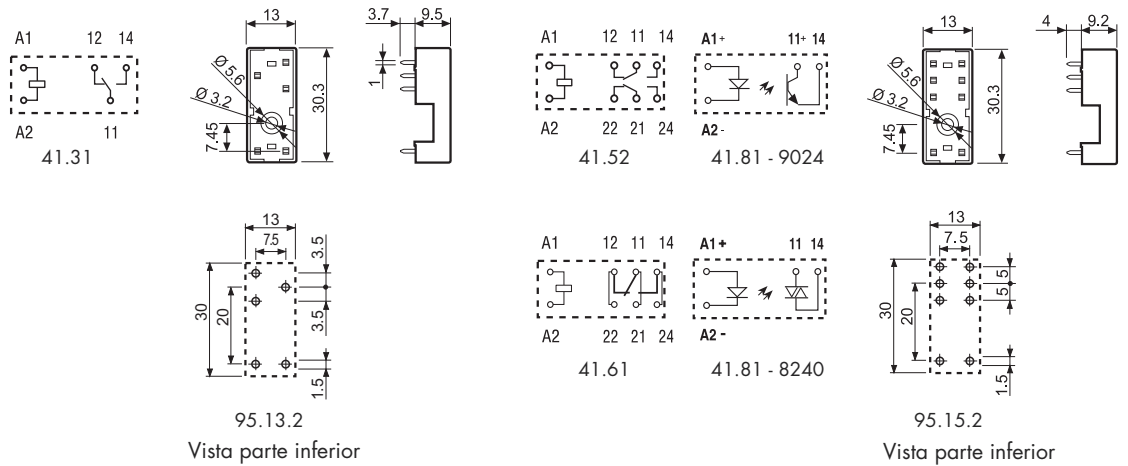 A1 12 14
A2 11
41.31
13
Ø 5.6
Ø 3.2
7.45
30.3
3.7 9.5
1
A1 12 11 14
A2 22 21 24
41.52
A1+ 11+ 14
A2-
41.81 - 9024
13
Ø 5.6
Ø 3.2
7.45
30.3
4 9.2
13
7.5
3.5
30
20
3.5
1.5
95.13.2
Vista parte inferior
A1 12 11 14
A2 22 21 24
41.61
A1+ 11 14
A2-
41.81 - 8240
13
7.5
5
5
30
20
1.5
95.15.2
Vista parte inferior